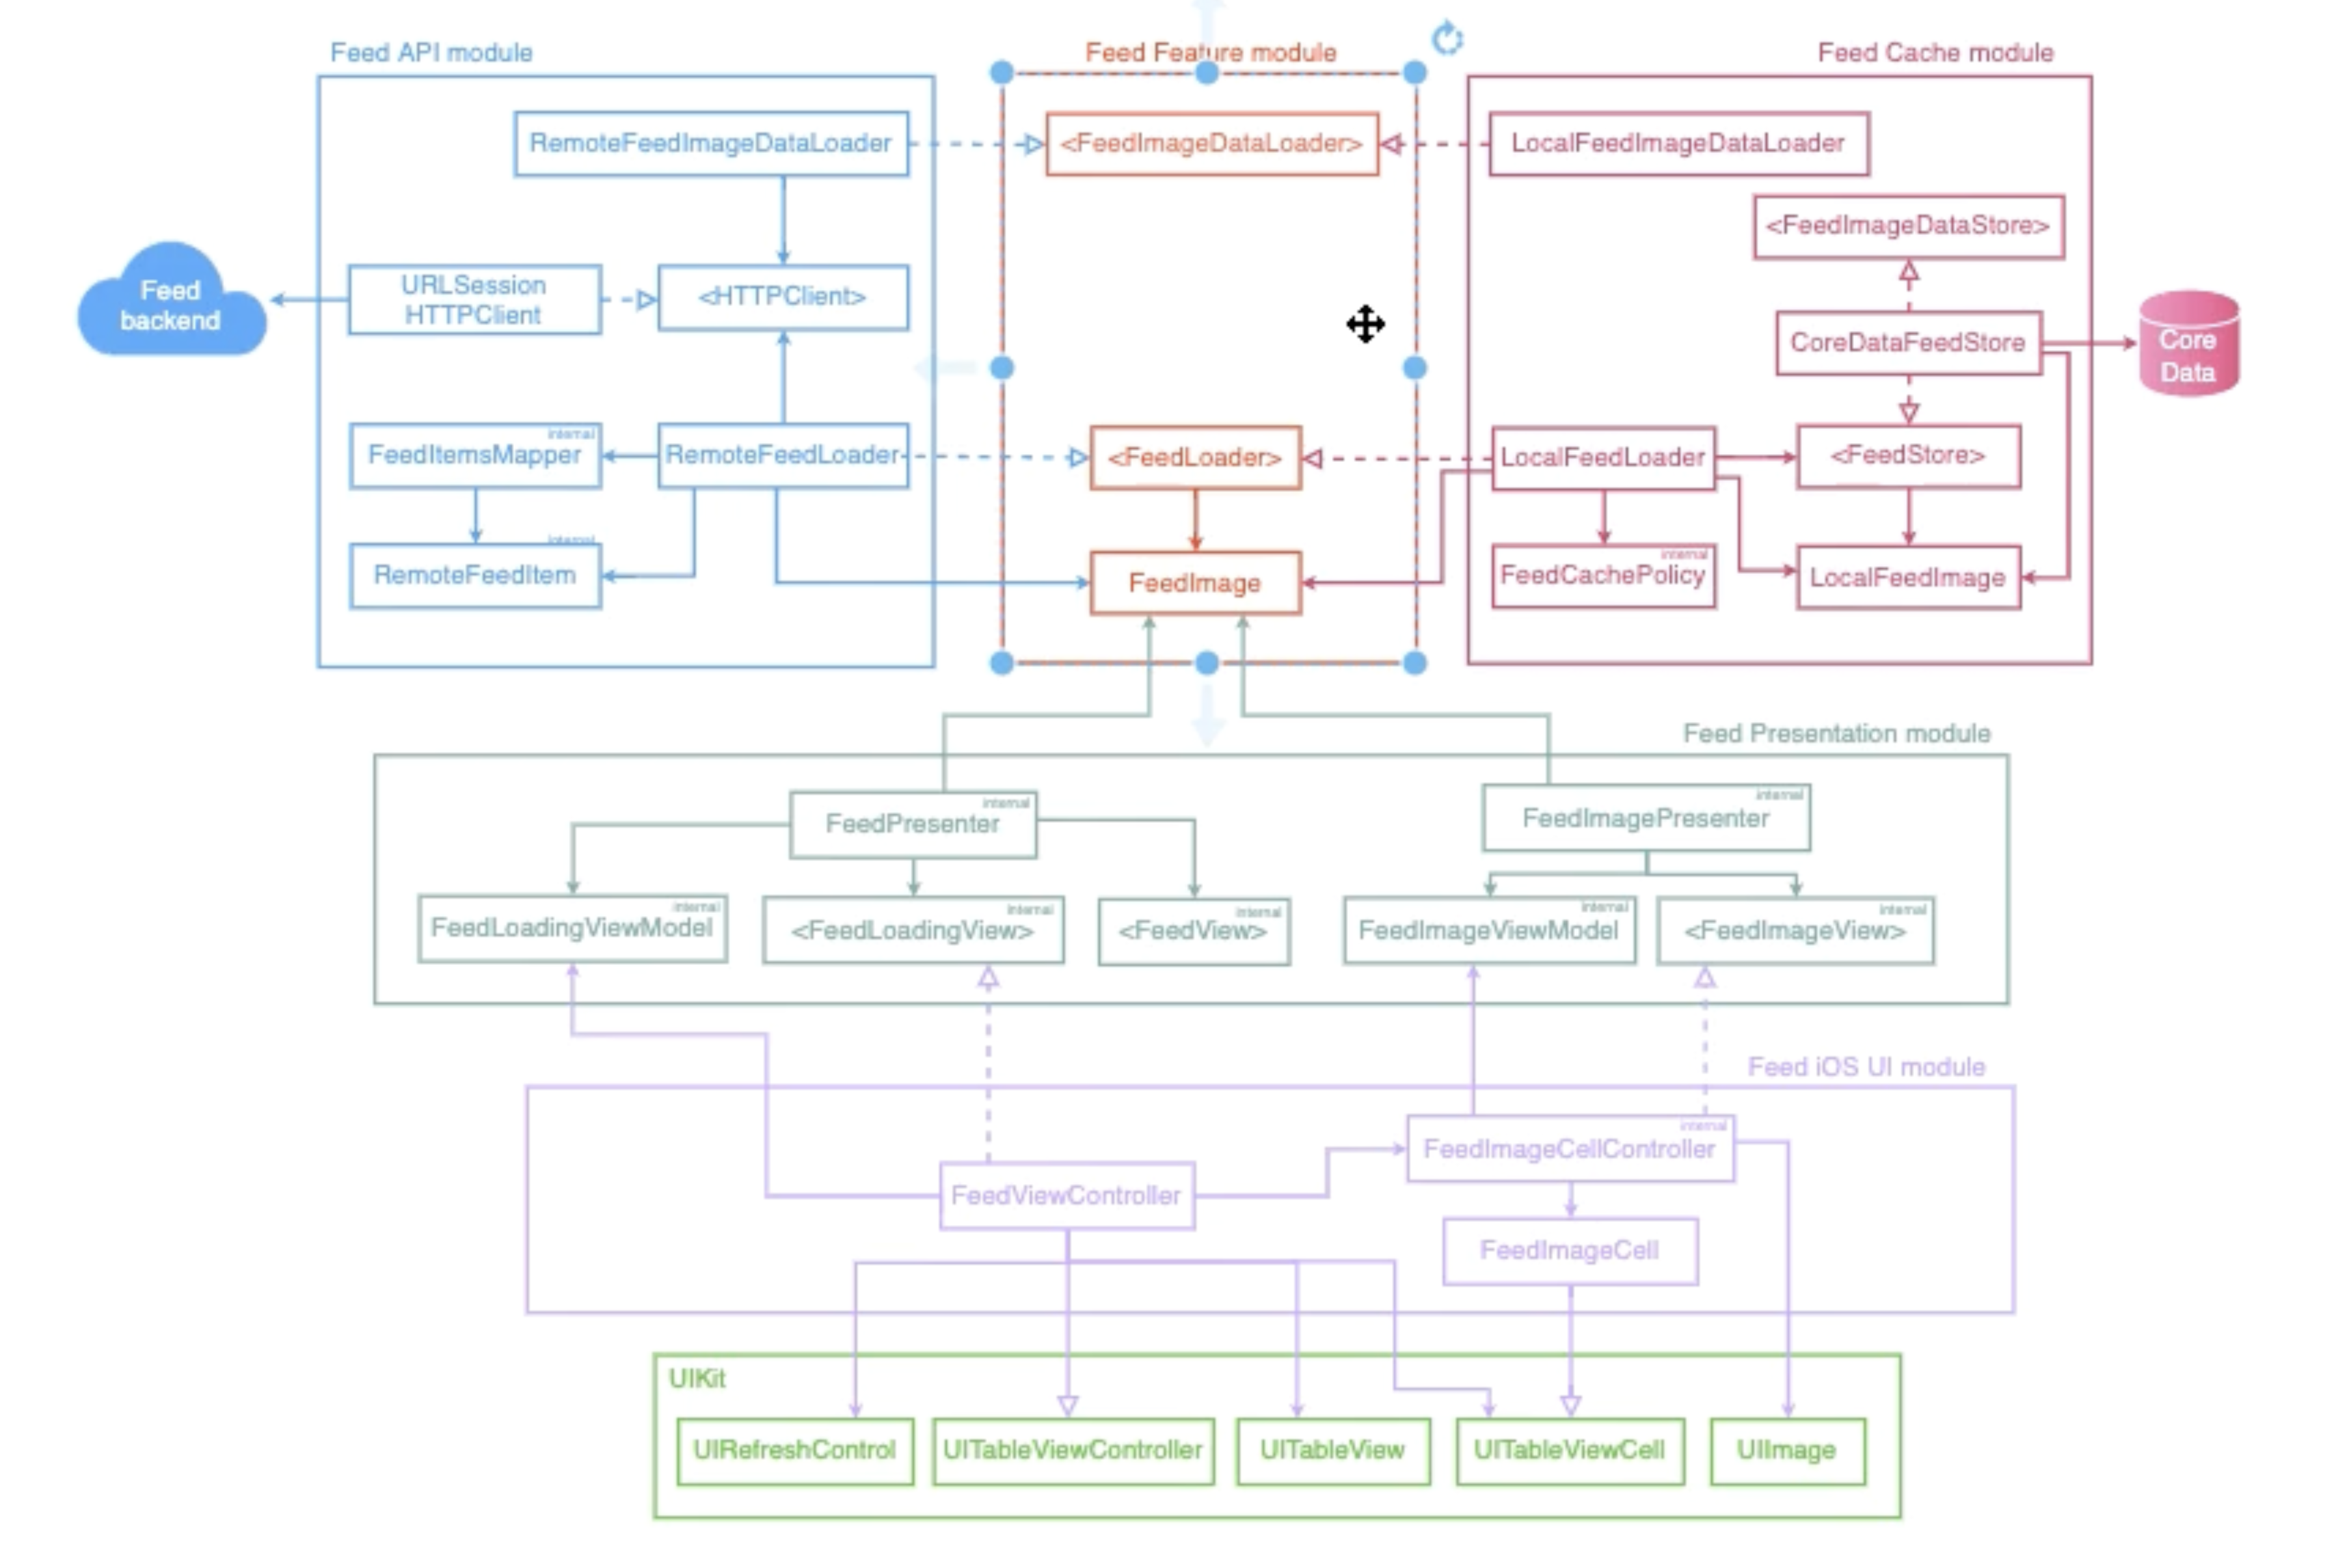 Feed API module
Feed Feature module
Feed Cache module
RemoteFeedImageDataLoader
<FeedImageDataLoader>
LocalFeedImageDataLoader
<FeedImageDataStore>
Feed
backend
URLSession
HTTPClient
<HTTPClient>
CoreDataFeedStore
Core
Data
internal
FeedItemsMapper
RemoteFeedLoader
<FeedLoader>
LocalFeedLoader
<FeedStore>
internal
RemoteFeedItem
FeedImage
internal
FeedCachePolicy
LocalFeedImage
Feed Presentation module
internal
FeedPresenter
internal
FeedImagePresenter
internal
FeedLoadingViewModel
internal
<FeedLoadingView>
internal
<FeedView>
internal
FeedImageViewModel
internal
<FeedImageView>
Feed iOS UI module
internal
FeedImageCellController
FeedViewController
FeedImageCell
UIKit
UIRefreshControl
UITableViewController
UITableView
UITableViewCell
UIImage